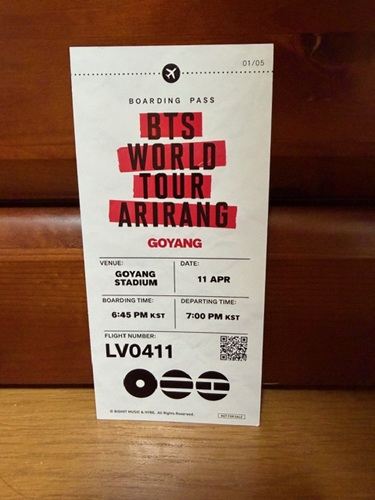 01/05
BOARDING PASS
BTS
WORLD
TOUR
ARIRANG
GOYANG
VENUE:
GOYANG
STADIUM
DATE:
11 APR
BOARDING TIME:
6:45 PM KST
DEPARTING TIME:
7:00 PM KST
FLIGHT NUMBER:
LV0411
© BIGHIT MUSIC & HYBE. All Rights Reserved.
NOT FOR SALE